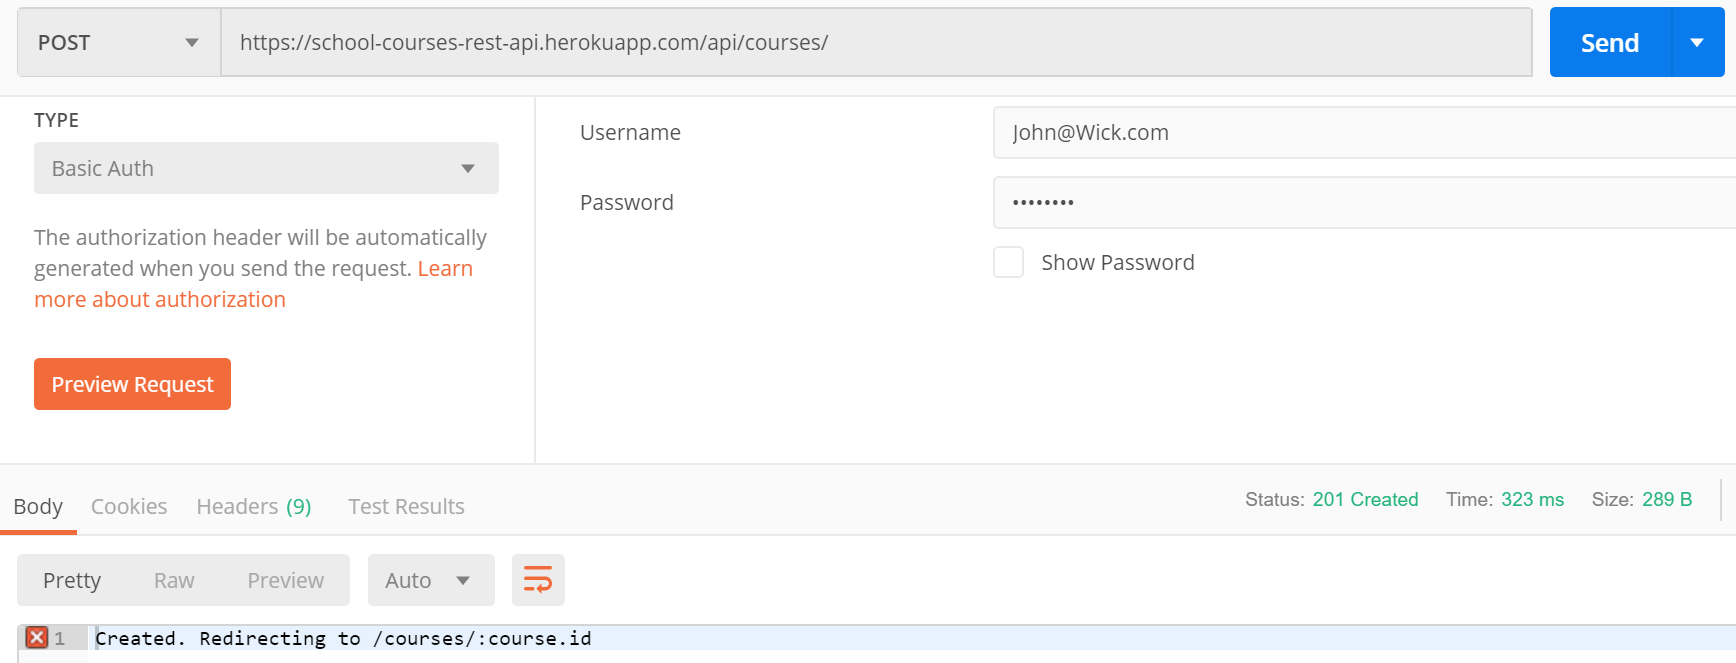 POST https://school-courses-rest-api.herokuapp.com/api/courses/ Send
TYPE
Basic Auth
The authorization header will be automatically
generated when you send the request. Learn
more about authorization
Preview Request
Username John@Wick.com
Password ••••••••
Show Password
Body Cookies Headers (9) Test Results Status: 201 Created Time: 323 ms Size: 289 B
Pretty Raw Preview Auto
1 Created. Redirecting to /courses/:course.id